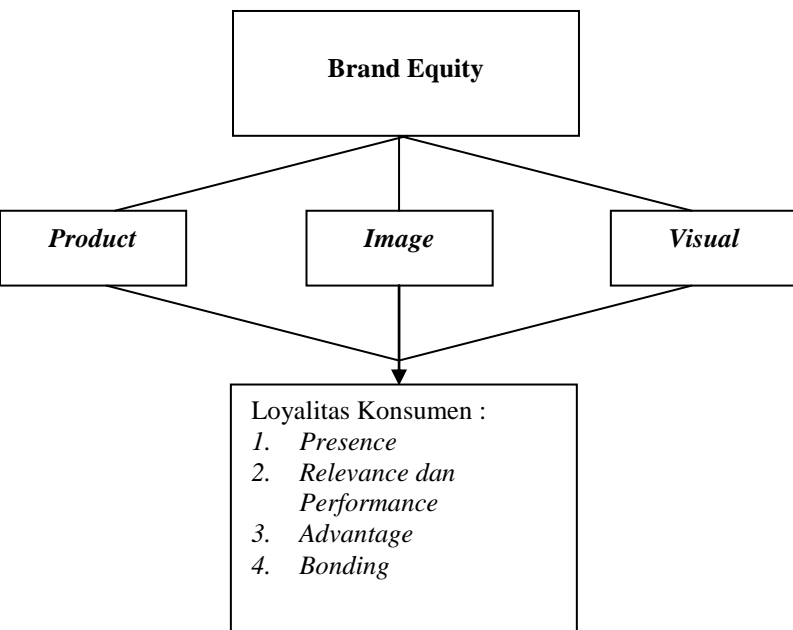 Brand Equity
Product
Image
Visual
Loyalitas Konsumen :
1. Presence
2. Relevance dan
Performance
3. Advantage
4. Bonding